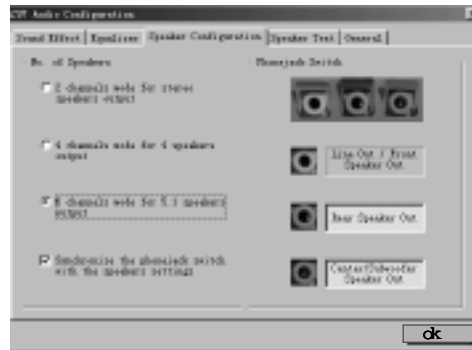 Audio Configuration
Sound Effect Equalizer Speaker Configuration Speaker Test General
No. of Speakers
Phonejack Switch
2 channels mode for stereo
speakers output
4 channels mode for 4 speakers
output
Line Out / Front
Speaker Out
6 channels mode for 5.1 speakers
output
Rear Speaker Out
Synchronize the phonejack switch
with the speakers settings
Center/Subwoofer
Speaker Out
ok